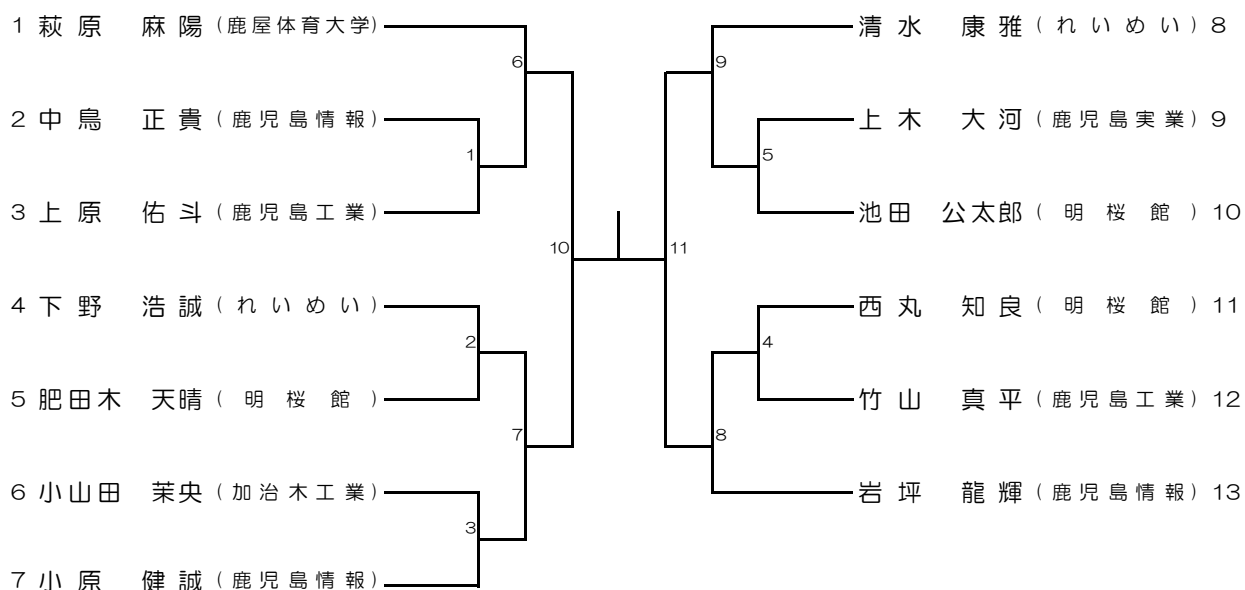 1 萩原 麻陽 (鹿屋体育大学)
6
2 中島 正貴 (鹿児島情報)
1
3 上原 佑斗 (鹿児島工業)
10
4 下野 浩誠 (れいめい)
2
5 肥田木 天晴 (明桜館)
7
6 小山田 茉央 (加治木工業)
3
7 小原 健誠 (鹿児島情報)
清水 康雅 (れいめい) 8
9
上木 大河 (鹿児島実業) 9
5
池田 公太郎 (明桜館) 10
11
西丸 知良 (明桜館) 11
4
竹山 真平 (鹿児島工業) 12
8
岩坪 龍輝 (鹿児島情報) 13